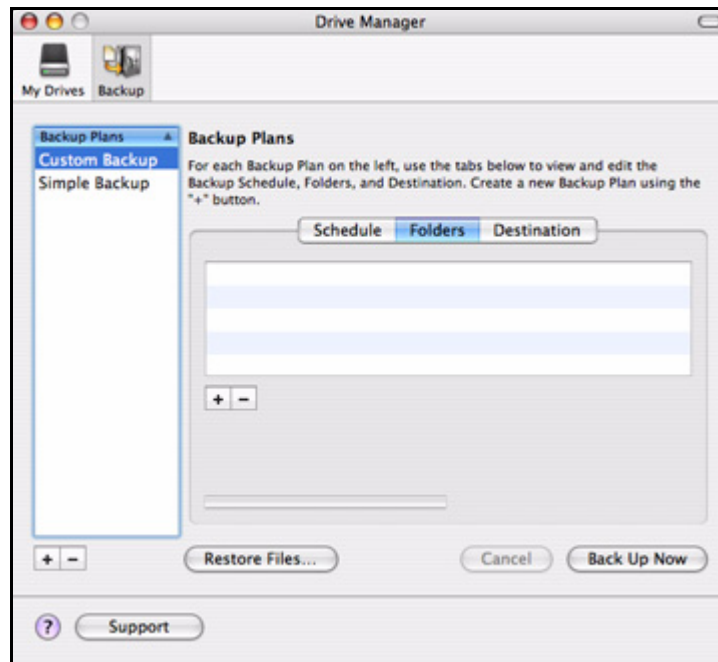 Drive Manager
My Drives
Backup
Backup Plans
Custom Backup
Simple Backup
Backup Plans
For each Backup Plan on the left, use the tabs below to view and edit the
Backup Schedule, Folders, and Destination. Create a new Backup Plan using the
"+" button.
Schedule
Folders
Destination
+ −
+ −
Restore Files...
Cancel
Back Up Now
?
Support